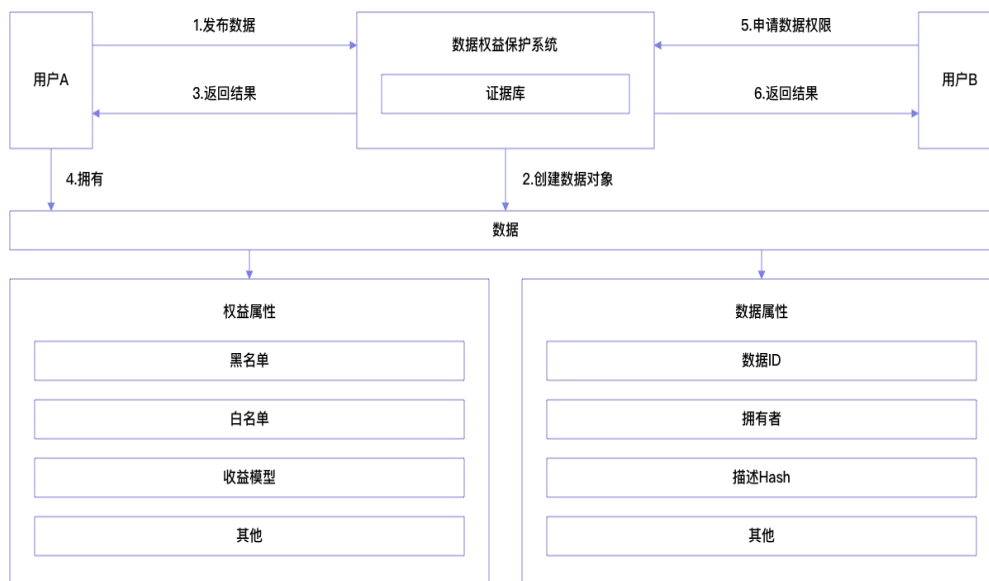 1.发布数据
5.申请数据权限
数据权益保护系统
用户A
用户B
证据库
3.返回结果
6.返回结果
4.拥有
2.创建数据对象
数据
权益属性
黑名单
白名单
收益模型
其他
数据属性
数据ID
拥有者
描述Hash
其他